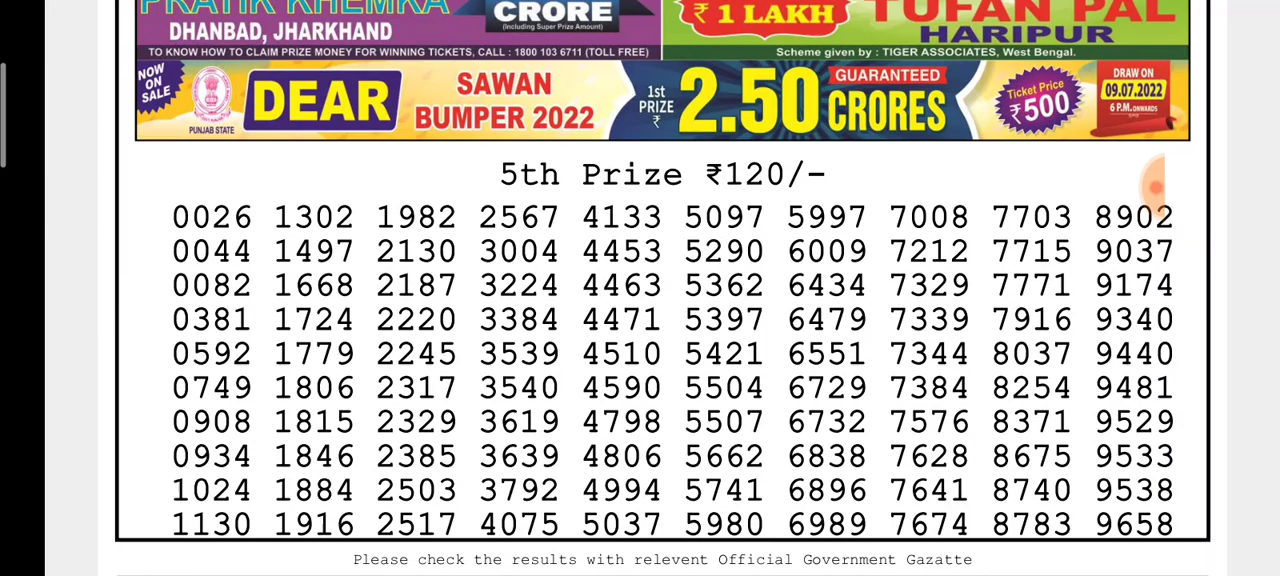 PRATIK KHEMKA
DHANBAD, JHARKHAND
CRORE
(Including Super Prize Amount)
₹ 1 LAKH
TUFAN PAL
HARIPUR
TO KNOW HOW TO CLAIM PRIZE MONEY FOR WINNING TICKETS, CALL : 1800 103 6711 (TOLL FREE)
Scheme given by : TIGER ASSOCIATES, West Bengal.
NOW
ON
SALE
PUNJAB STATE
DEAR
SAWAN
BUMPER 2022
1st
PRIZE
₹
2.50
GUARANTEED
CRORES
Ticket Price
₹500
DRAW ON
09.07.2022
6 P.M. ONWARDS
5th Prize ₹120/-
0026 1302 1982 2567 4133 5097 5997 7008 7703 8902
0044 1497 2130 3004 4453 5290 6009 7212 7715 9037
0082 1668 2187 3224 4463 5362 6434 7329 7771 9174
0381 1724 2220 3384 4471 5397 6479 7339 7916 9340
0592 1779 2245 3539 4510 5421 6551 7344 8037 9440
0749 1806 2317 3540 4590 5504 6729 7384 8254 9481
0908 1815 2329 3619 4798 5507 6732 7576 8371 9529
0934 1846 2385 3639 4806 5662 6838 7628 8675 9533
1024 1884 2503 3792 4994 5741 6896 7641 8740 9538
1130 1916 2517 4075 5037 5980 6989 7674 8783 9658
Please check the results with relevent Official Government Gazatte